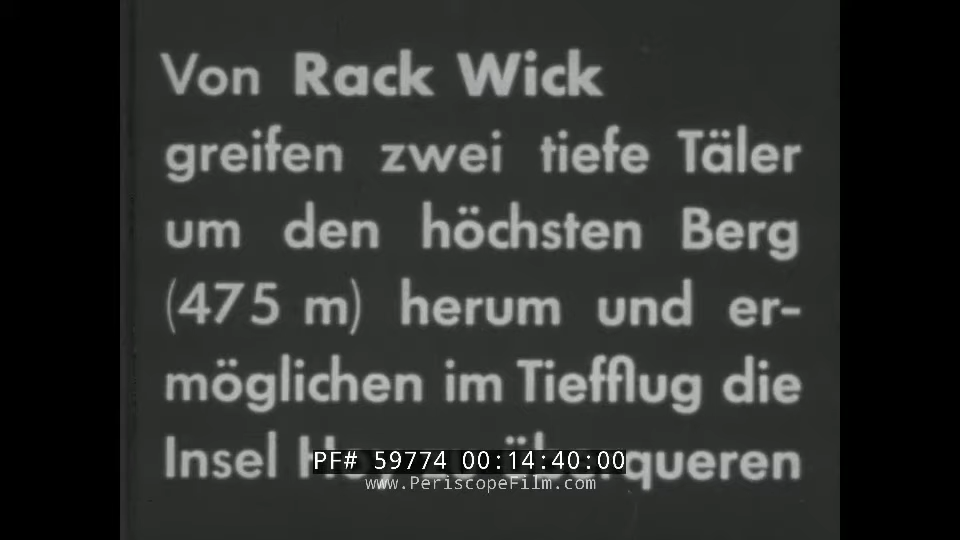 Von Rack Wick
greifen zwei tiefe Täler
um den höchsten Berg
(475 m) herum und er-
möglichen im Tiefflug die
Insel queren
PF# 59774 00:14:40:00
www.PeriscopeFilm.com